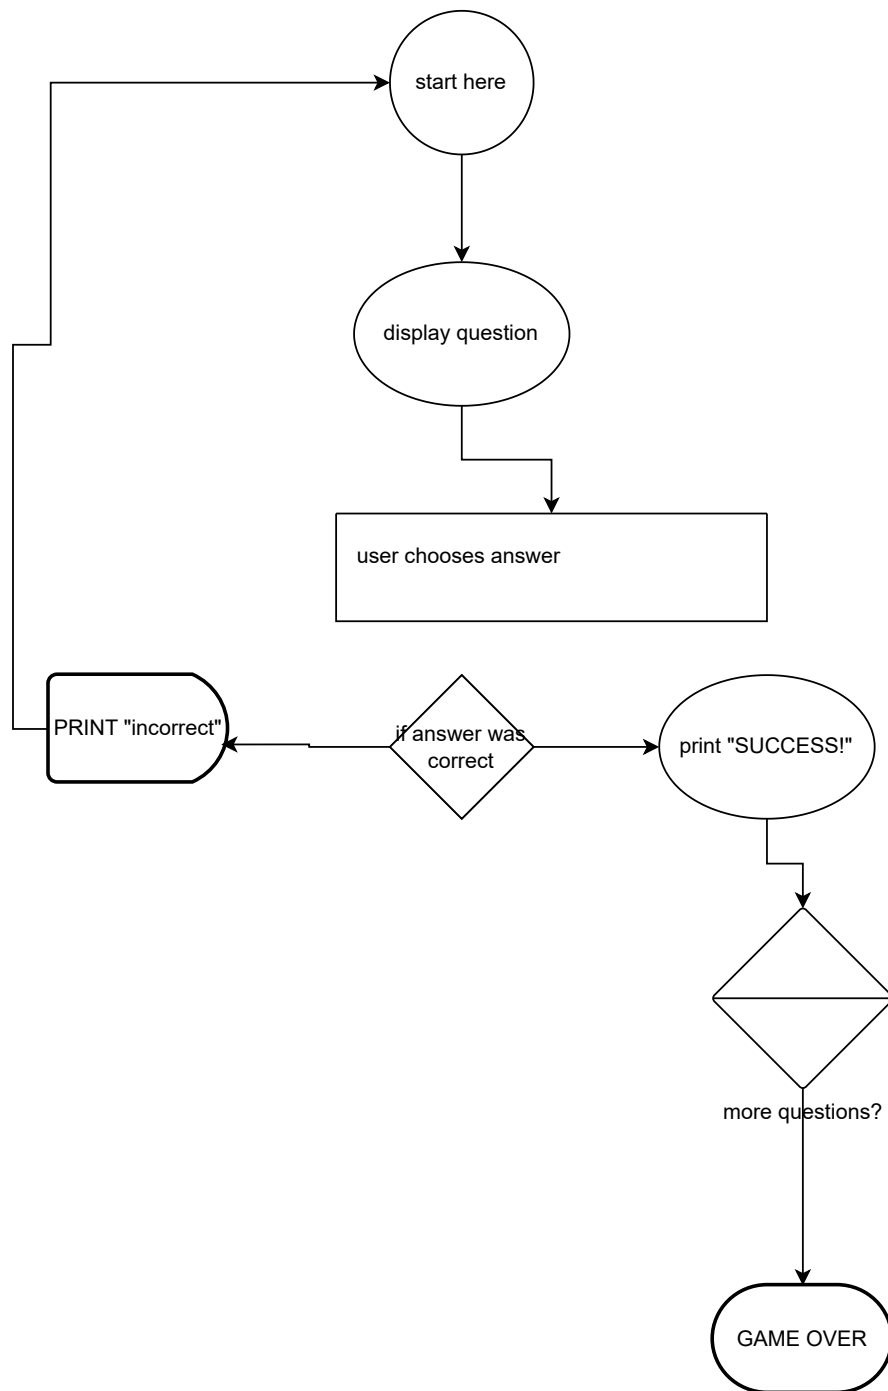 start here
display question
user chooses answer
PRINT "incorrect"
if answer was
correct
print "SUCCESS!"
more questions?
GAME OVER